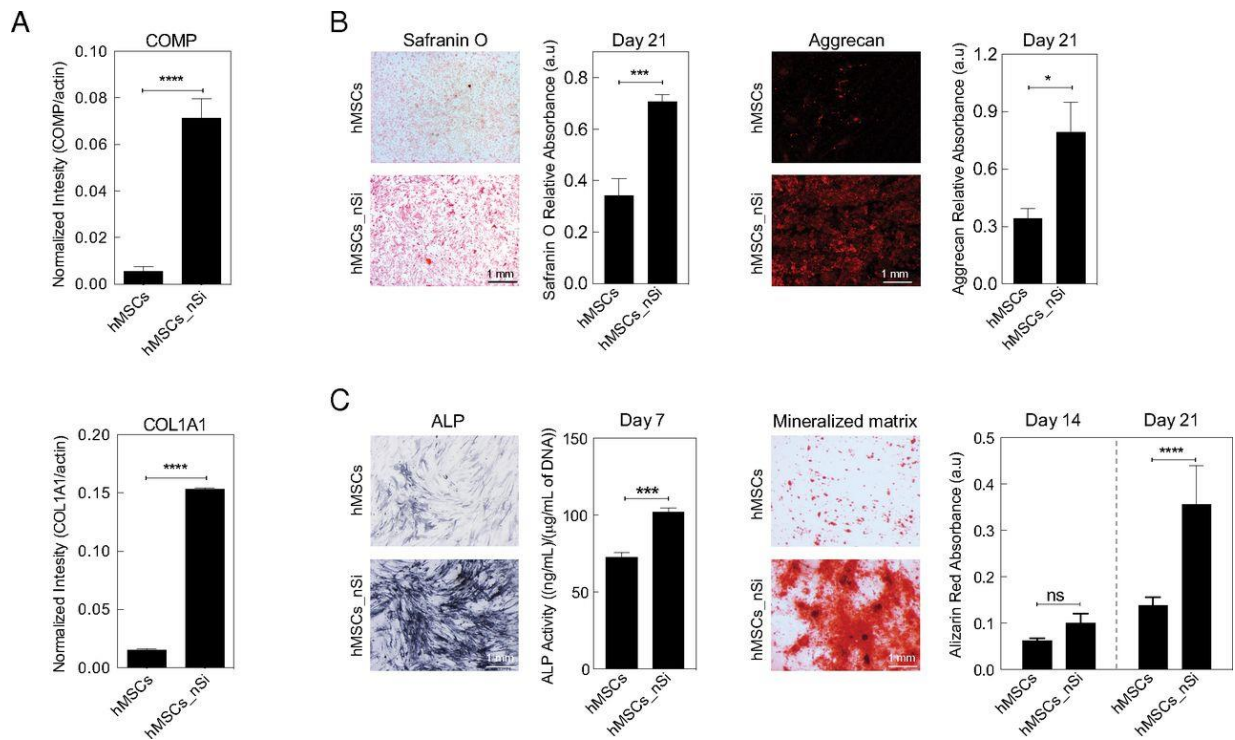 A
COMP
Normalized Intesity (COMP/actin)
0.10
0.08
0.06
0.04
0.02
0.00
****
hMSCs
hMSCs_nSi
COL1A1
Normalized Intesity (COL1A1/actin)
0.20
0.15
0.10
0.05
0.00
****
hMSCs
hMSCs_nSi
B
Safranin O
hMSCs
hMSCs_nSi
1 mm
Day 21
Safranin O Relative Absorbance (a.u)
0.8
0.6
0.4
0.2
0.0
***
hMSCs
hMSCs_nSi
Aggrecan
hMSCs
hMSCs_nSi
1 mm
Day 21
Aggrecan Relative Absorbance (a.u)
1.2
0.9
0.6
0.3
0.0
*
hMSCs
hMSCs_nSi
C
ALP
hMSCs
hMSCs_nSi
1 mm
Day 7
ALP Activity ((ng/mL)/(µg/mL of DNA))
150
100
50
0
***
hMSCs
hMSCs_nSi
Mineralized matrix
hMSCs
hMSCs_nSi
1 mm
Day 14
Day 21
Alizarin Red Absorbance (a.u)
0.5
0.4
0.3
0.2
0.1
0.0
ns
****
hMSCs
hMSCs_nSi
hMSCs
hMSCs_nSi